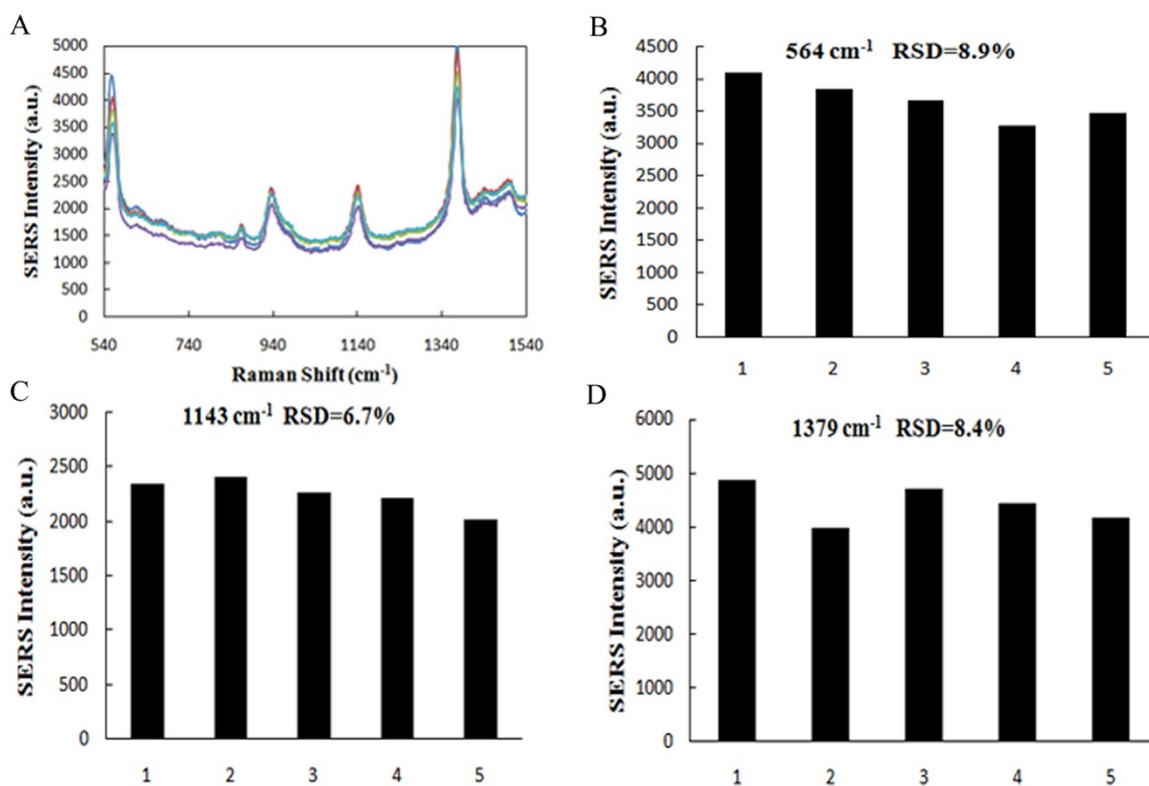 A
SERS Intensity (a.u.)
5000
4500
4000
3500
3000
2500
2000
1500
1000
500
0
540 740 940 1140 1340 1540
Raman Shift (cm⁻¹)
B
564 cm⁻¹ RSD=8.9%
SERS Intensity (a.u.)
4500
4000
3500
3000
2500
2000
1500
1000
500
0
1 2 3 4 5
C
1143 cm⁻¹ RSD=6.7%
SERS Intensity (a.u.)
3000
2500
2000
1500
1000
500
0
1 2 3 4 5
D
1379 cm⁻¹ RSD=8.4%
SERS Intensity (a.u.)
6000
5000
4000
3000
2000
1000
0
1 2 3 4 5